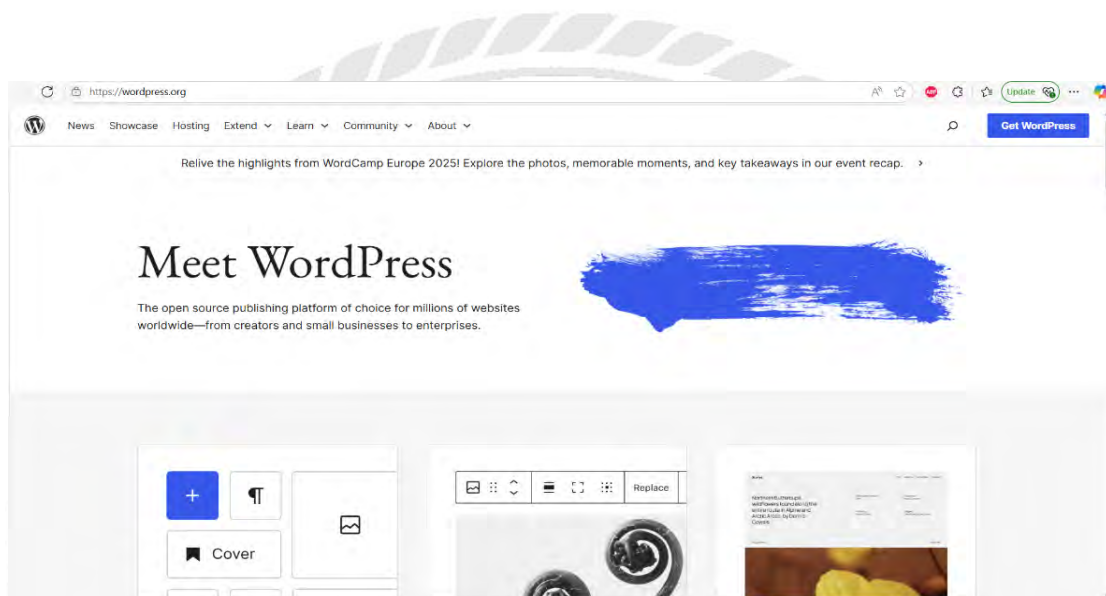 https://wordpress.org
Update
News Showcase Hosting Extend Learn Community About
Get WordPress
Relive the highlights from WordCamp Europe 2025! Explore the photos, memorable moments, and key takeaways in our event recap.
Meet WordPress
The open source publishing platform of choice for millions of websites
worldwide—from creators and small businesses to enterprises.
Replace
Cover